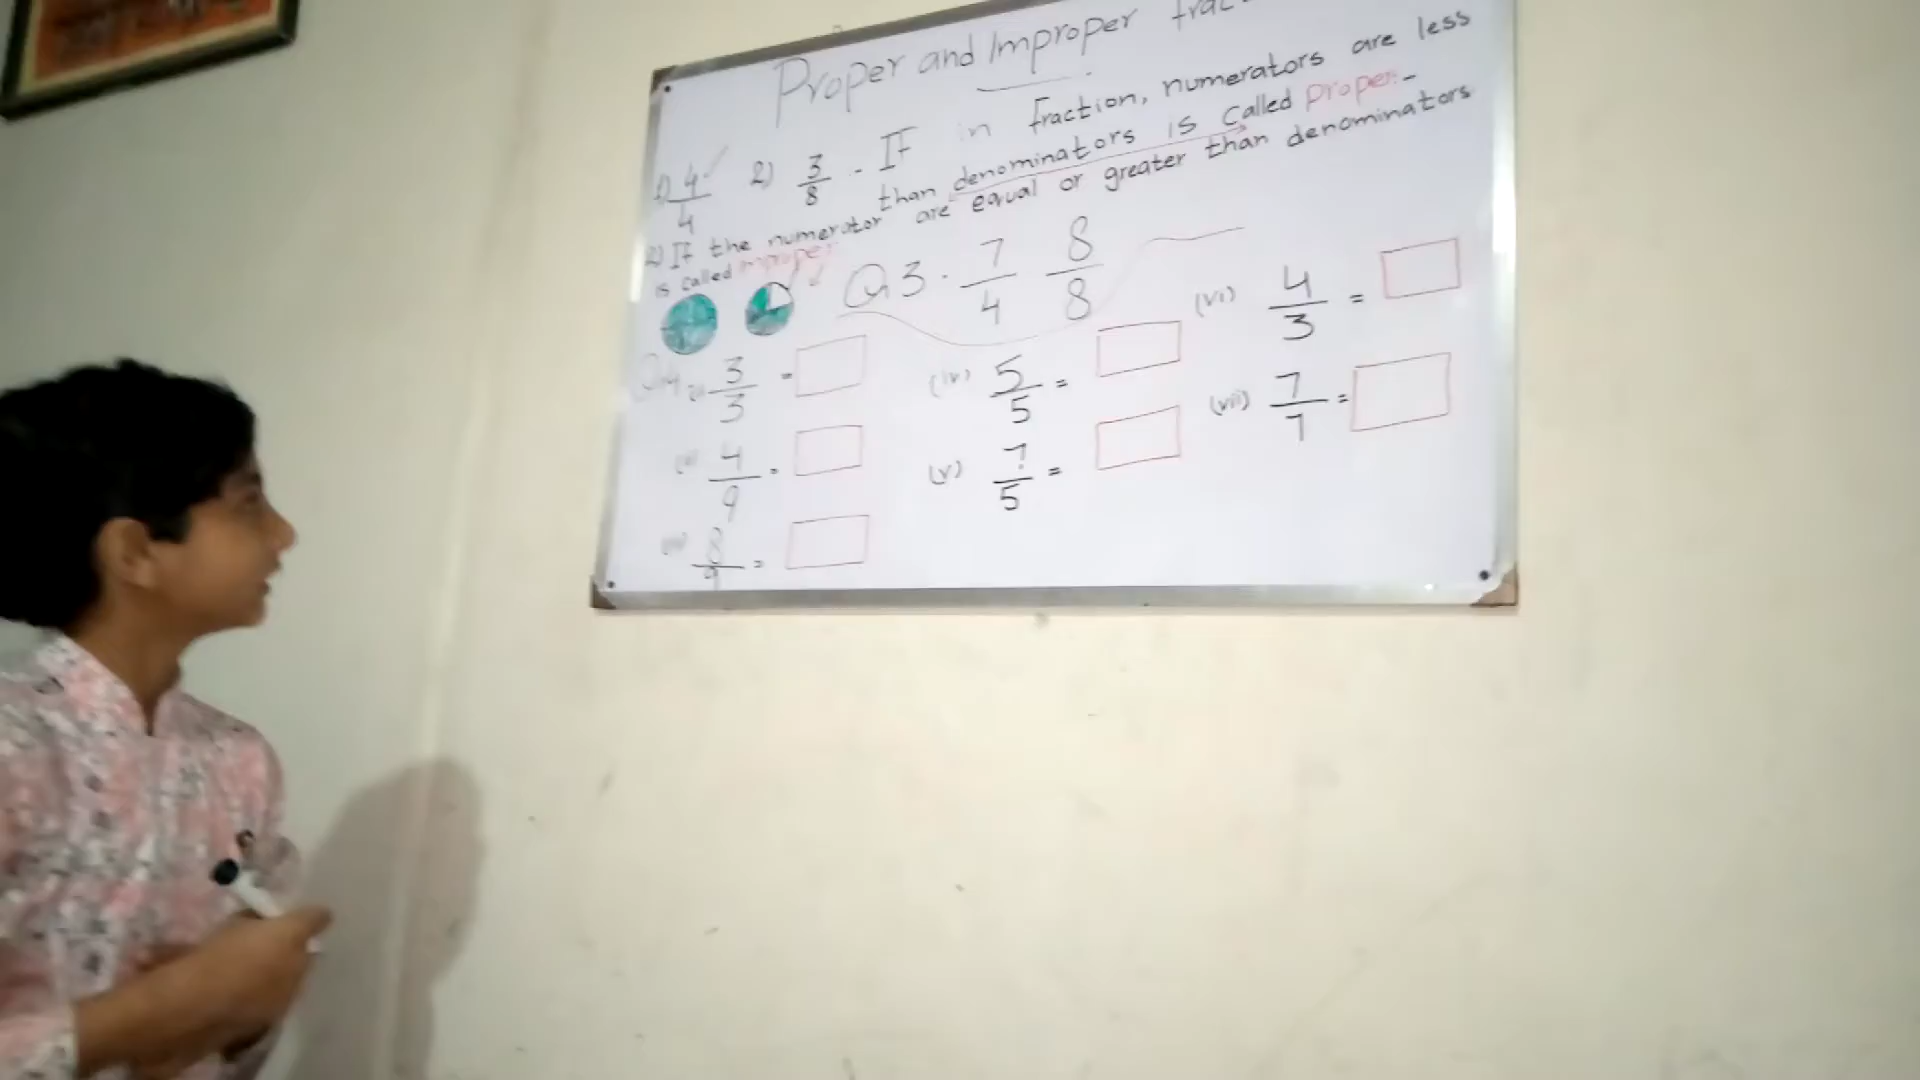 Proper and Improper
1) 4/4 2) 3/8 - If in fraction, numerators are less
than denominators is called proper:-
2) If the numerator are equal or greater than denominators
is called improper
Q3. 7/4 8/8
Q4 (i) 3/3 =
(ii) 4/9 =
(iii) 8/9 =
(iv) 5/5 =
(v) 7/5 =
(vi) 4/3 =
(vii) 7/7 =